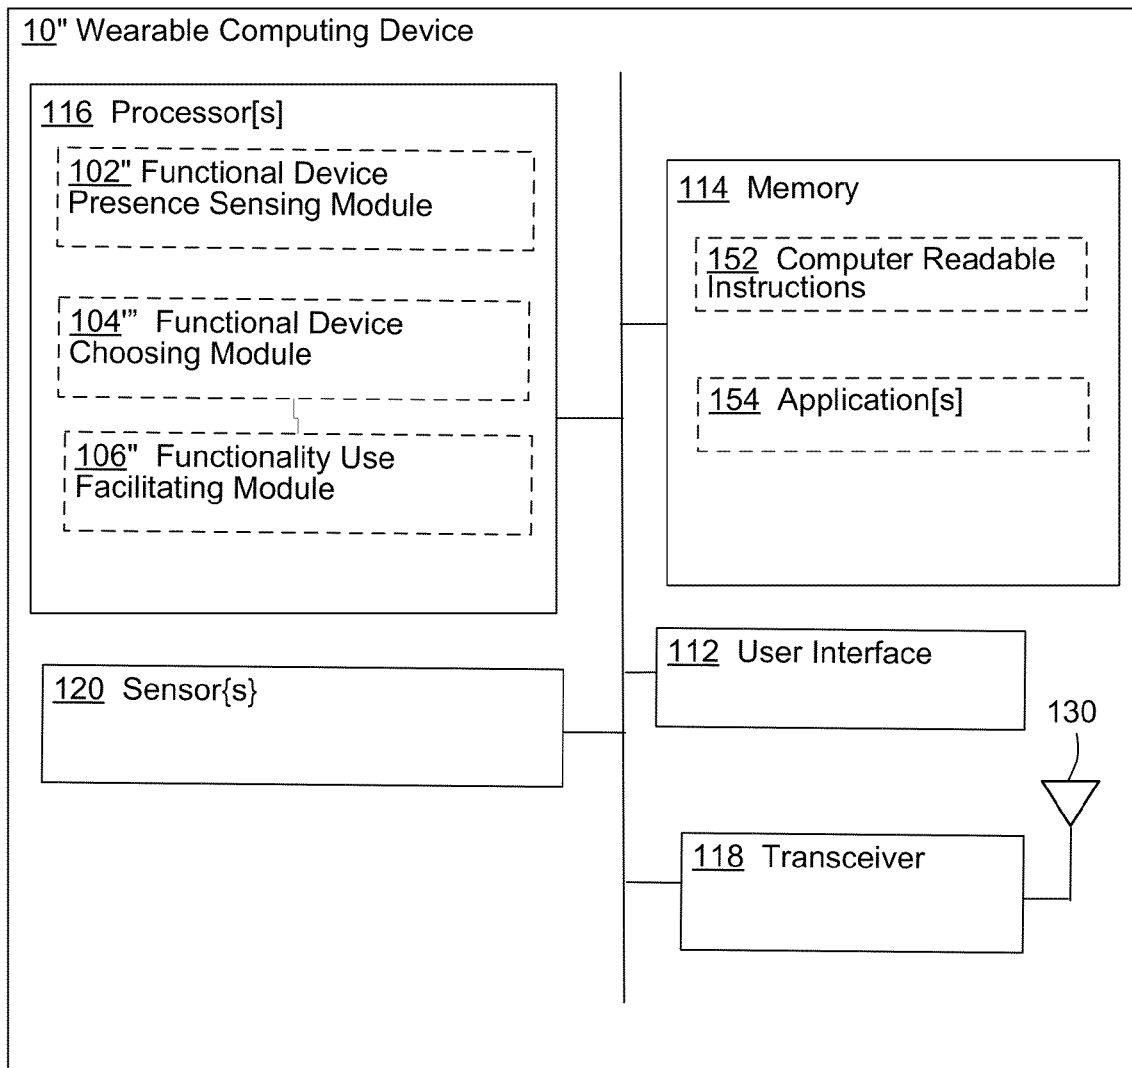 10" Wearable Computing Device
116 Processor[s]
102" Functional Device
Presence Sensing Module
104'" Functional Device
Choosing Module
106" Functionality Use
Facilitating Module
120 Sensor{s}
114 Memory
152 Computer Readable
Instructions
154 Application[s]
112 User Interface
130
118 Transceiver